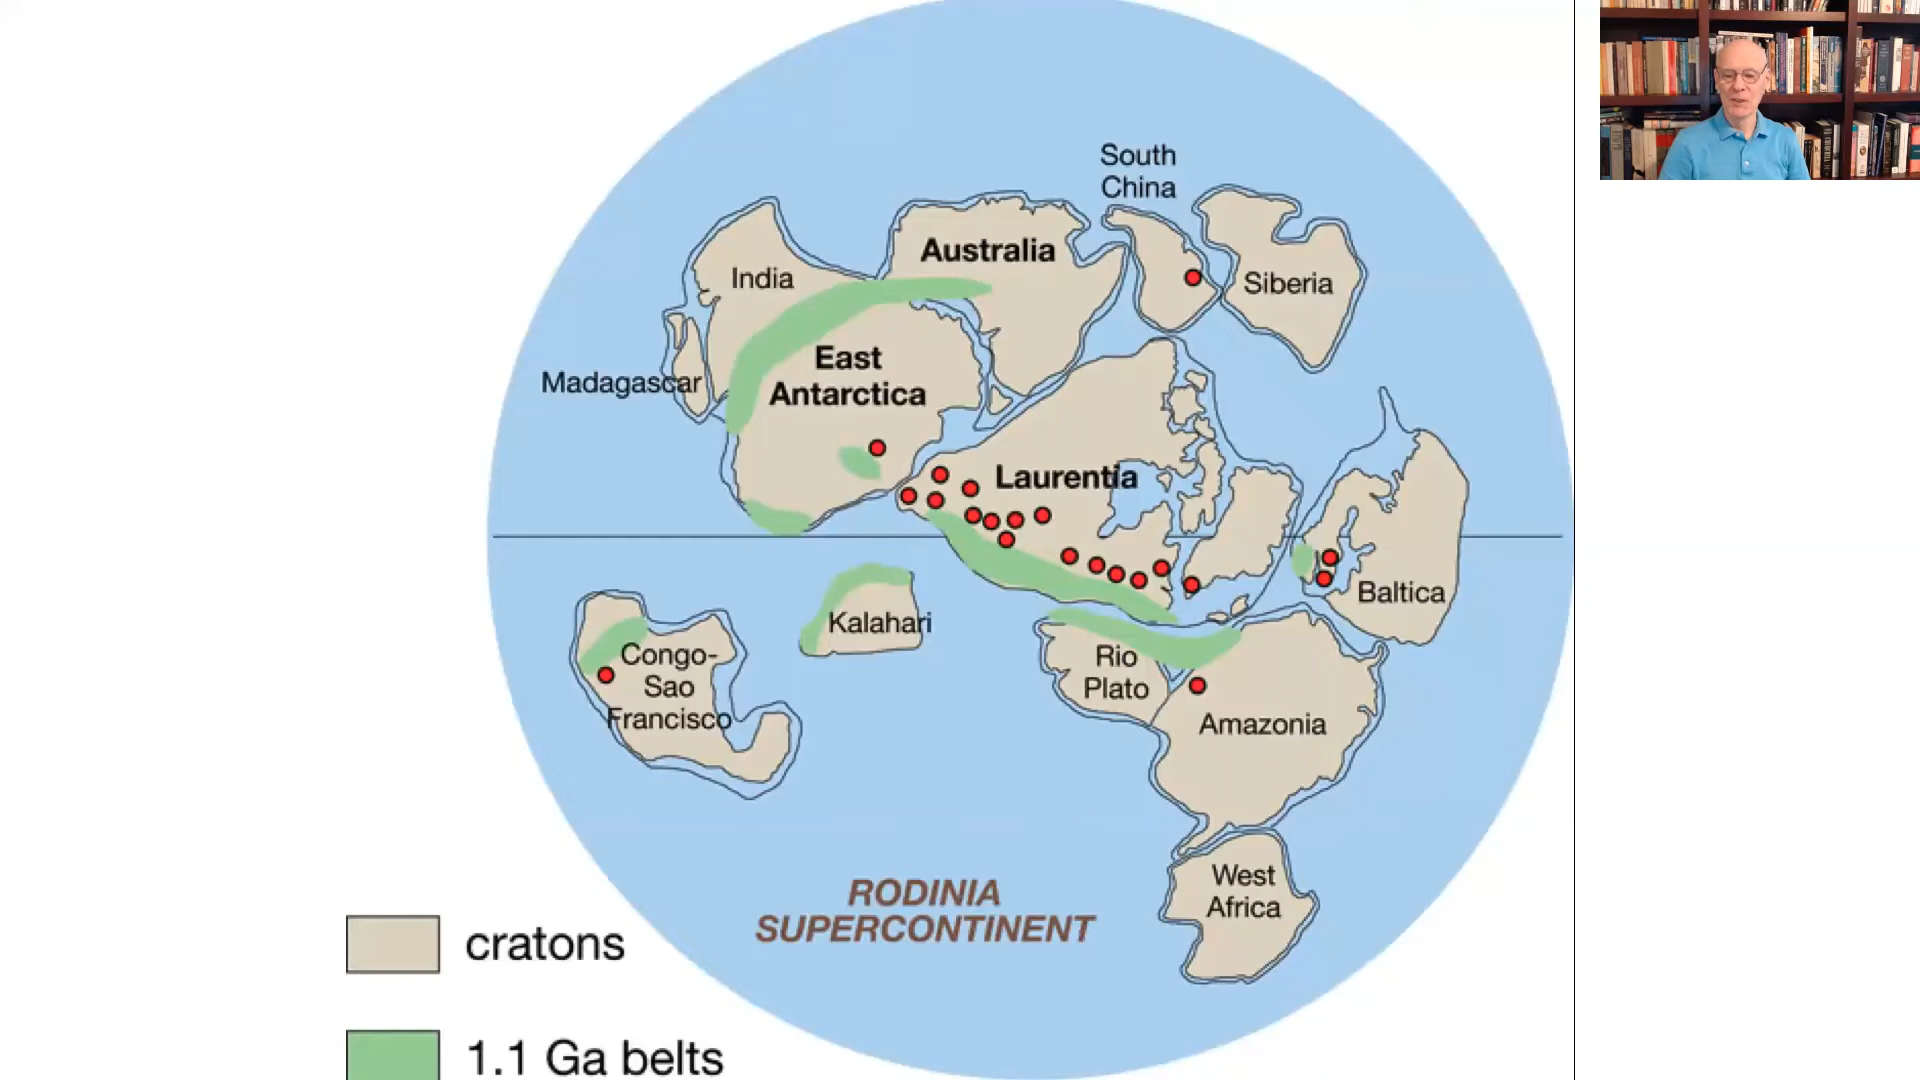 South
China
Australia
India
Siberia
East
Antarctica
Madagascar
Laurentia
Baltica
Kalahari
Congo-
Sao
Francisco
Rio
Plato
Amazonia
West
Africa
RODINIA
SUPERCONTINENT
cratons
1.1 Ga belts